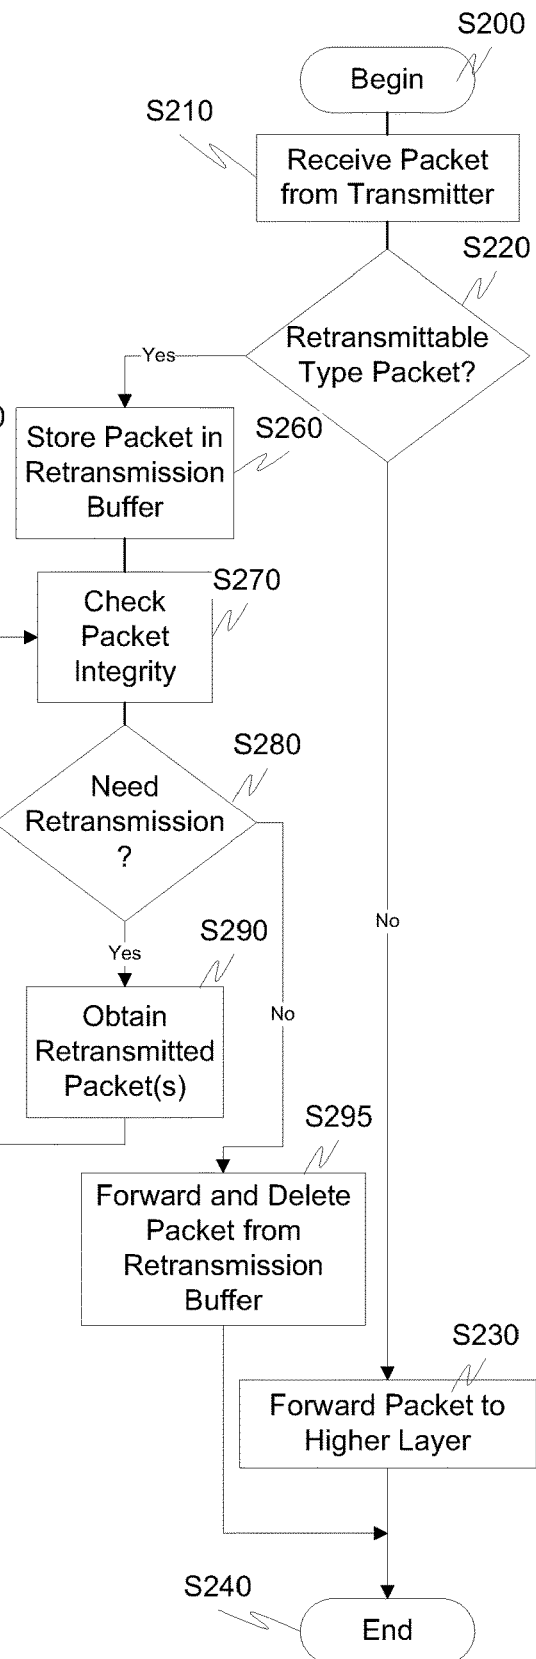 S200
Begin
S210
Receive Packet
from Transmitter
S220
Retransmittable
Type Packet?
Yes
0
Store Packet in
Retransmission
Buffer
S260
S270
Check
Packet
Integrity
S280
Need
Retransmission
?
No
Yes
S290
Obtain
Retransmitted
Packet(s)
No
S295
Forward and Delete
Packet from
Retransmission
Buffer
S230
Forward Packet to
Higher Layer
S240
End